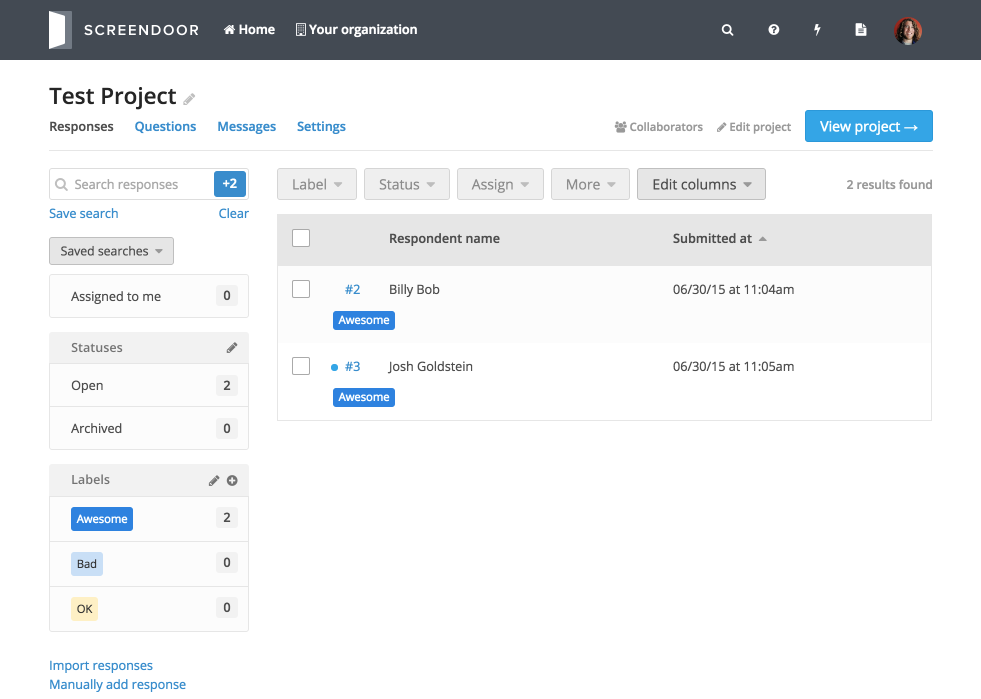 SCREENDOOR Home Your organization
Test Project
Responses Questions Messages Settings Collaborators Edit project View project →
Search responses +2 Label Status Assign More Edit columns 2 results found
Save search Clear
Saved searches
Assigned to me 0
Statuses
Open 2
Archived 0
Labels
Awesome 2
Bad 0
OK 0
Import responses
Manually add response
Respondent name Submitted at
#2 Billy Bob 06/30/15 at 11:04am
Awesome
#3 Josh Goldstein 06/30/15 at 11:05am
Awesome